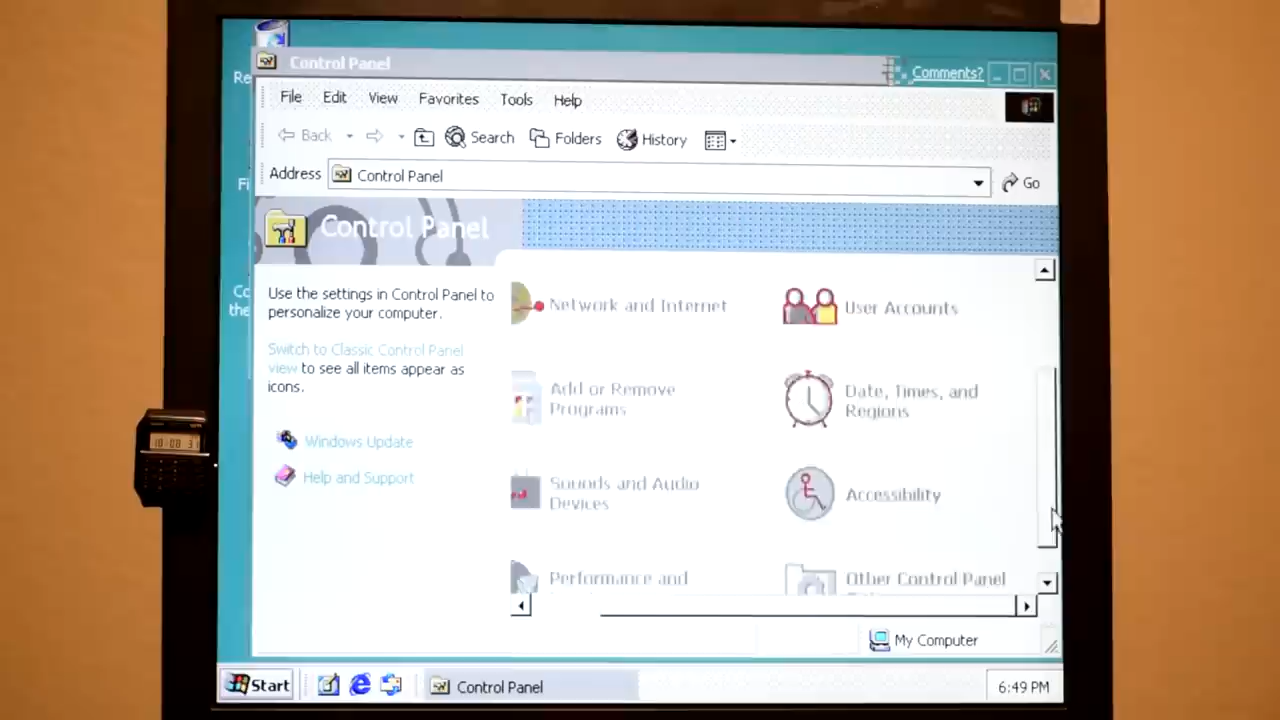 Re
Control Panel
Comments?
File Edit View Favorites Tools Help
Back Search Folders History
Address Control Panel Go
Fi
Control Panel
Use the settings in Control Panel to
personalize your computer.
Switch to Classic Control Panel
view to see all items appear as
icons.
Windows Update
Help and Support
Co
the
Network and Internet
User Accounts
Add or Remove
Programs
Date, Times, and
Regions
Sounds and Audio
Devices
Accessibility
Performance and
Other Control Panel
My Computer
Start
Control Panel
6:49 PM